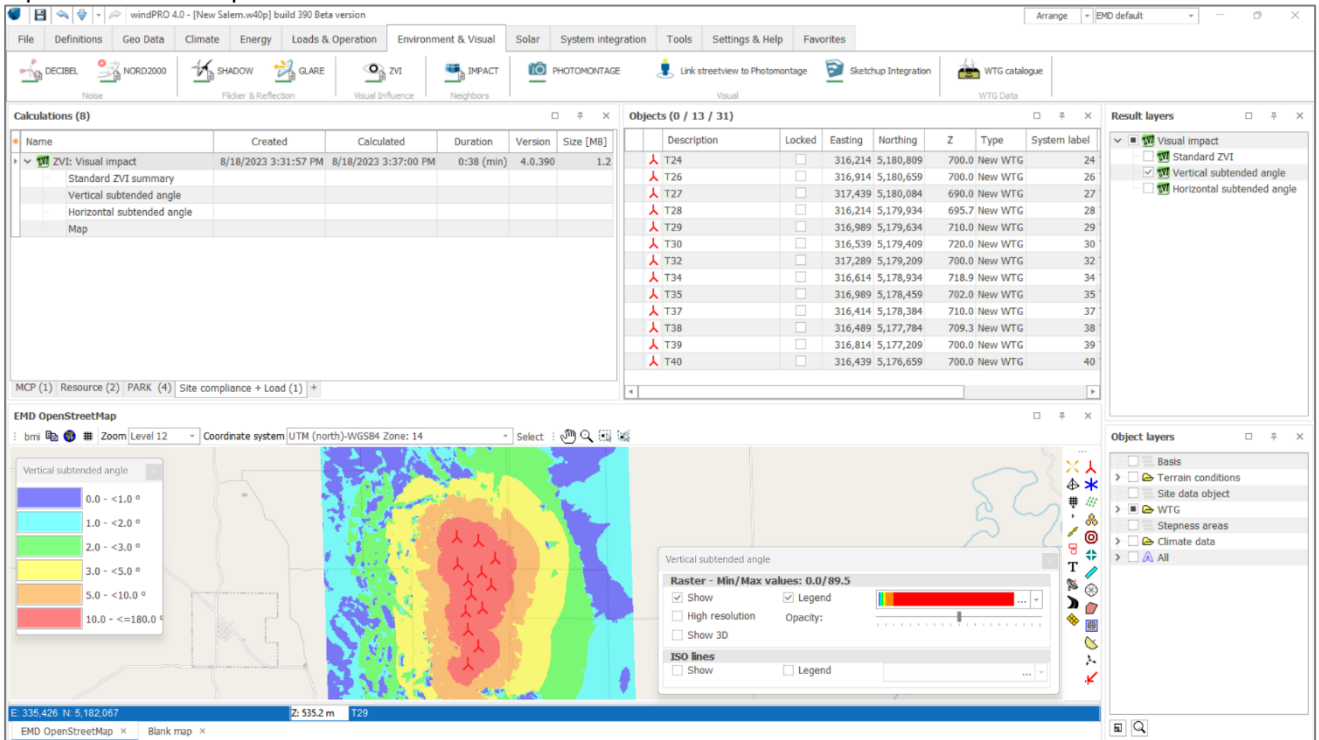 windPRO 4.0 - [New Salem.w40p] build 390 Beta version Arrange EMD default
File Definitions Geo Data Climate Energy Loads & Operation Environment & Visual Solar System integration Tools Settings & Help Favorites
DECIBEL NORD2000 SHADOW GLARE ZVI IMPACT PHOTOMONTAGE Link streetview to Photomontage Sketchup Integration WTG catalogue
Noise Flicker & Reflection Visual Influence Neighbors Visual WTG Data
Calculations (8)
Name Created Calculated Duration Version Size [MB]
ZVI: Visual impact 8/18/2023 3:31:57 PM 8/18/2023 3:37:00 PM 0:38 (min) 4.0.390 1.2
Standard ZVI summary
Vertical subtended angle
Horizontal subtended angle
Map
MCP (1) Resource (2) PARK (4) Site compliance + Load (1) +
Objects (0 / 13 / 31)
Description Locked Easting Northing Z Type System label
T24 316,214 5,180,809 700.0 New WTG 24
T26 316,914 5,180,659 700.0 New WTG 26
T27 317,439 5,180,084 690.0 New WTG 27
T28 316,214 5,179,934 695.7 New WTG 28
T29 316,989 5,179,634 710.0 New WTG 29
T30 316,539 5,179,409 720.0 New WTG 30
T32 317,289 5,179,209 700.0 New WTG 32
T34 316,614 5,178,934 718.9 New WTG 34
T35 316,989 5,178,459 702.0 New WTG 35
T37 316,414 5,178,384 710.0 New WTG 37
T38 316,489 5,177,784 709.3 New WTG 38
T39 316,814 5,177,209 700.0 New WTG 39
T40 316,439 5,176,659 700.0 New WTG 40
Result layers
Visual impact
Standard ZVI
Vertical subtended angle
Horizontal subtended angle
EMD OpenStreetMap
bmi Zoom Level 12 Coordinate system UTM (north)-WGS84 Zone: 14 Select
Vertical subtended angle
0.0 - <1.0 º
1.0 - <2.0 º
2.0 - <3.0 º
3.0 - <5.0 º
5.0 - <10.0 º
10.0 - <=180.0 º
Vertical subtended angle
Raster - Min/Max values: 0.0/89.5
Show Legend ...
High resolution Opacity:
Show 3D
ISO lines
Show Legend ...
E: 335,426 N: 5,182,067 Z: 535.2 m T29
EMD OpenStreetMap × Blank map ×
Object layers
Basis
Terrain conditions
Site data object
WTG
Stepness areas
Climate data
All